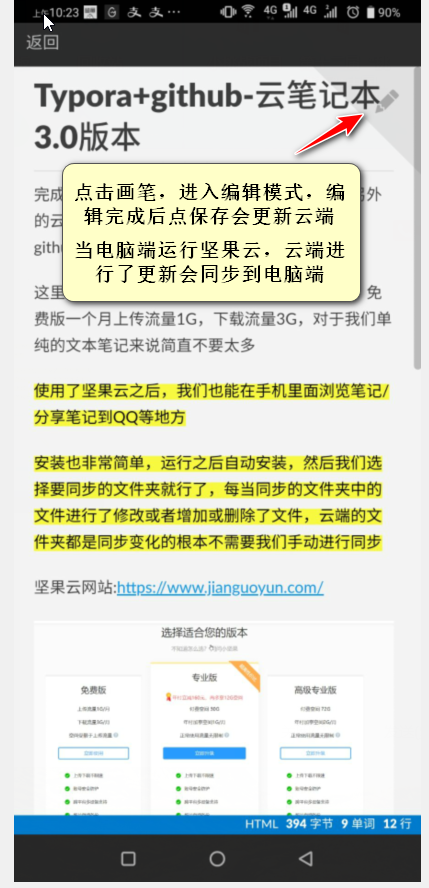 上午10:23 支 支 ··· 4G 4G 90%
返回
Typora+github-云笔记本
3.0版本
点击画笔，进入编辑模式，编
辑完成后点保存会更新云端
当电脑端运行坚果云，云端进
行了更新会同步到电脑端
完成
另外
的云
github
这里
免
费版一个月上传流量1G，下载流量3G，对于我们单
纯的文本笔记来说简直不要太多
使用了坚果云之后，我们也能在手机里面浏览笔记/
分享笔记到QQ等地方
安装也非常简单，运行之后自动安装，然后我们选
择要同步的文件夹就行了，每当同步的文件夹中的
文件进行了修改或者增加或删除了文件，云端的文
件夹都是同步变化的根本不需要我们手动进行同步
坚果云网站:https://www.jianguoyun.com/
选择适合您的版本
免费版
专业版
高级专业版
HTML 394 字节 9 单词 12 行